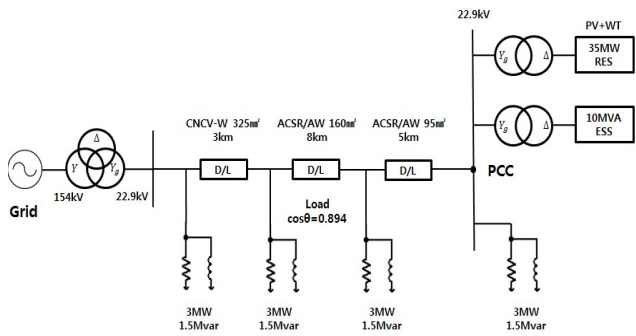 22.9kV
PV+WT
Yg
Δ
35MW
RES
CNCV-W 325㎟
3km
ACSR/AW 160㎟
8km
ACSR/AW 95㎟
5km
Yg
Δ
10MVA
ESS
Δ
Y
Yg
D/L
D/L
D/L
PCC
154kV
22.9kV
Grid
Load
cosθ=0.894
3MW
1.5Mvar
3MW
1.5Mvar
3MW
1.5Mvar
3MW
1.5Mvar